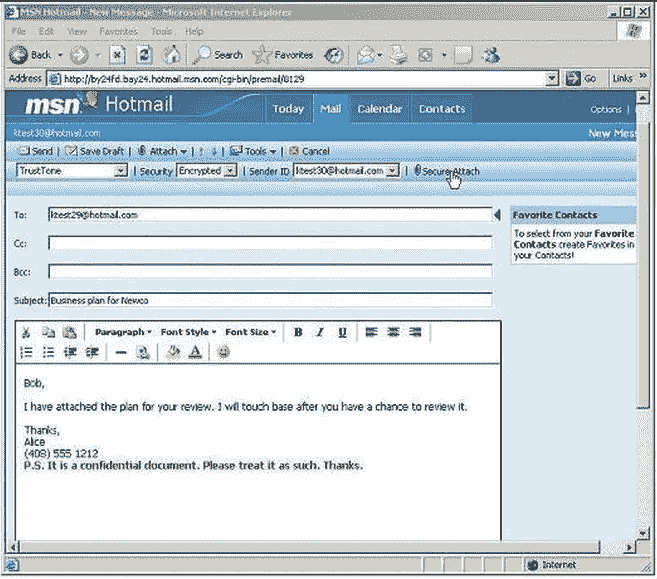 MSN Hotmail - New Message - Microsoft Internet Explorer
File Edit View Favorites Tools Help
Back Search Favorites
Address http://by24fd.bay24.hotmail.msn.com/cgi-bin/premail/8129 Go Links »
msn Hotmail Today Mail Calendar Contacts Options |
ktest30@hotmail.com New Mess
Send | Save Draft | Attach | Tools | Cancel
TrustTone | Security Encrypted | Sender ID ktest30@hotmail.com | Secure Attach
To: ktest29@hotmail.com
Favorite Contacts
To select from your Favorite
Contacts create Favorites in
your Contacts!
Cc:
Bcc:
Subject: Business plan for Newco
Paragraph Font Style Font Size B I U
A
Bob,
I have attached the plan for your review. I will touch base after you have a chance to review it.
Thanks,
Alice
(408) 555 1212
P.S. It is a confidential document. Please treat it as such. Thanks.
Internet